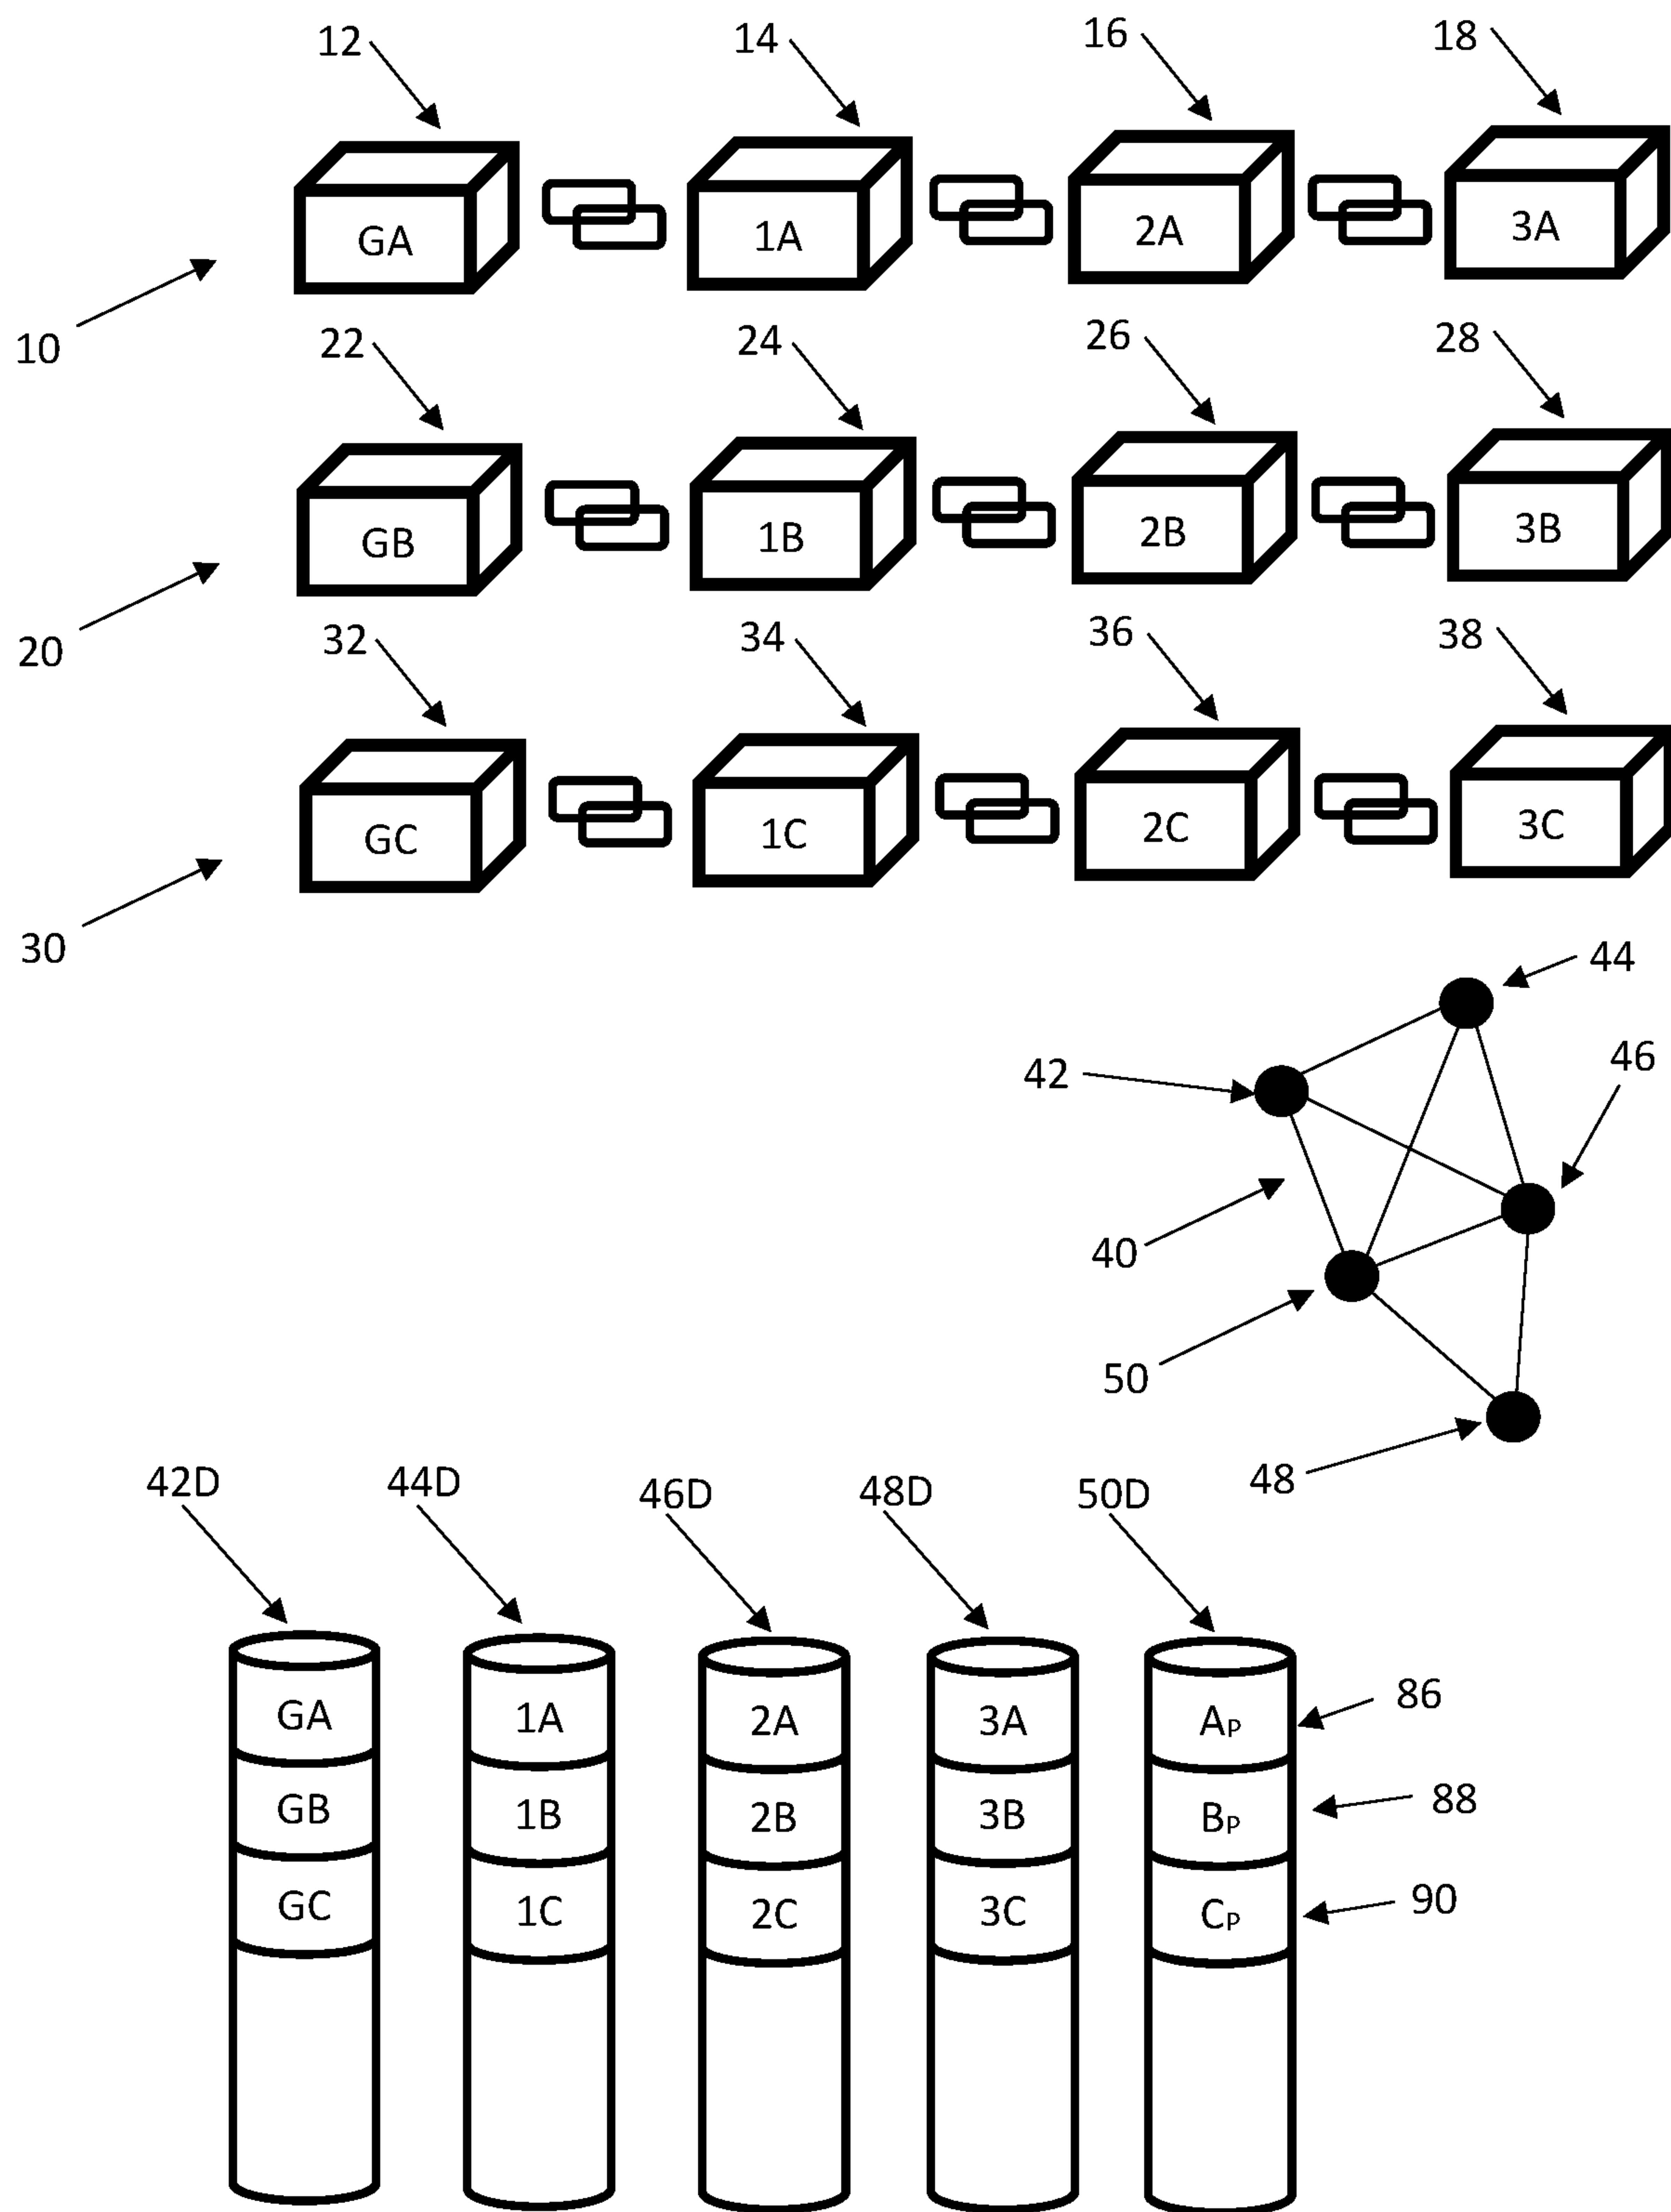 12 14 16 18
GA 1A 2A 3A
10
22 24 26 28
GB 1B 2B 3B
20
32 34 36 38
GC 1C 2C 3C
30
44
42 46
40
50
48
42D 44D 46D 48D 50D
GA 1A 2A 3A AP 86
GB 1B 2B 3B BP 88
GC 1C 2C 3C CP 90